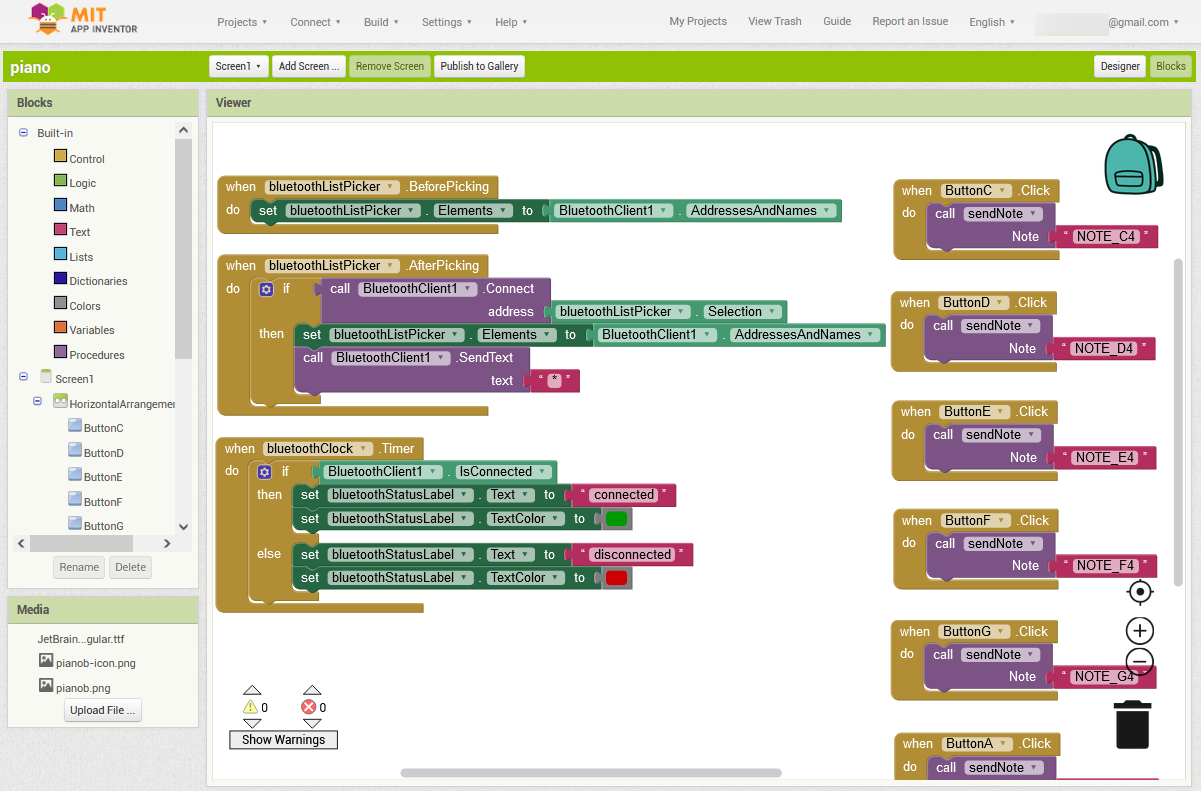 MIT
APP INVENTOR
Projects
Connect
Build
Settings
Help
My Projects
View Trash
Guide
Report an Issue
English
@gmail.com
piano
Screen1
Add Screen ...
Remove Screen
Publish to Gallery
Designer
Blocks
Blocks
Built-in
Control
Logic
Math
Text
Lists
Dictionaries
Colors
Variables
Procedures
Screen1
HorizontalArrangemer
ButtonC
ButtonD
ButtonE
ButtonF
ButtonG
Rename
Delete
Media
JetBrain...gular.ttf
pianob-icon.png
pianob.png
Upload File ...
Viewer
when bluetoothListPicker .BeforePicking
do set bluetoothListPicker . Elements to BluetoothClient1 . AddressesAndNames
when bluetoothListPicker .AfterPicking
do if call BluetoothClient1 .Connect
address bluetoothListPicker . Selection
then set bluetoothListPicker . Elements to BluetoothClient1 . AddressesAndNames
call BluetoothClient1 .SendText
text “ * ”
when bluetoothClock .Timer
do if BluetoothClient1 . IsConnected
then set bluetoothStatusLabel . Text to “ connected ”
set bluetoothStatusLabel . TextColor to
else set bluetoothStatusLabel . Text to “ disconnected ”
set bluetoothStatusLabel . TextColor to
0
0
Show Warnings
when ButtonC .Click
do call sendNote
Note “ NOTE_C4 ”
when ButtonD .Click
do call sendNote
Note “ NOTE_D4 ”
when ButtonE .Click
do call sendNote
Note “ NOTE_E4 ”
when ButtonF .Click
do call sendNote
Note “ NOTE_F4 ”
when ButtonG .Click
do call sendNote
Note “ NOTE_G4 ”
when ButtonA .Click
do call sendNote